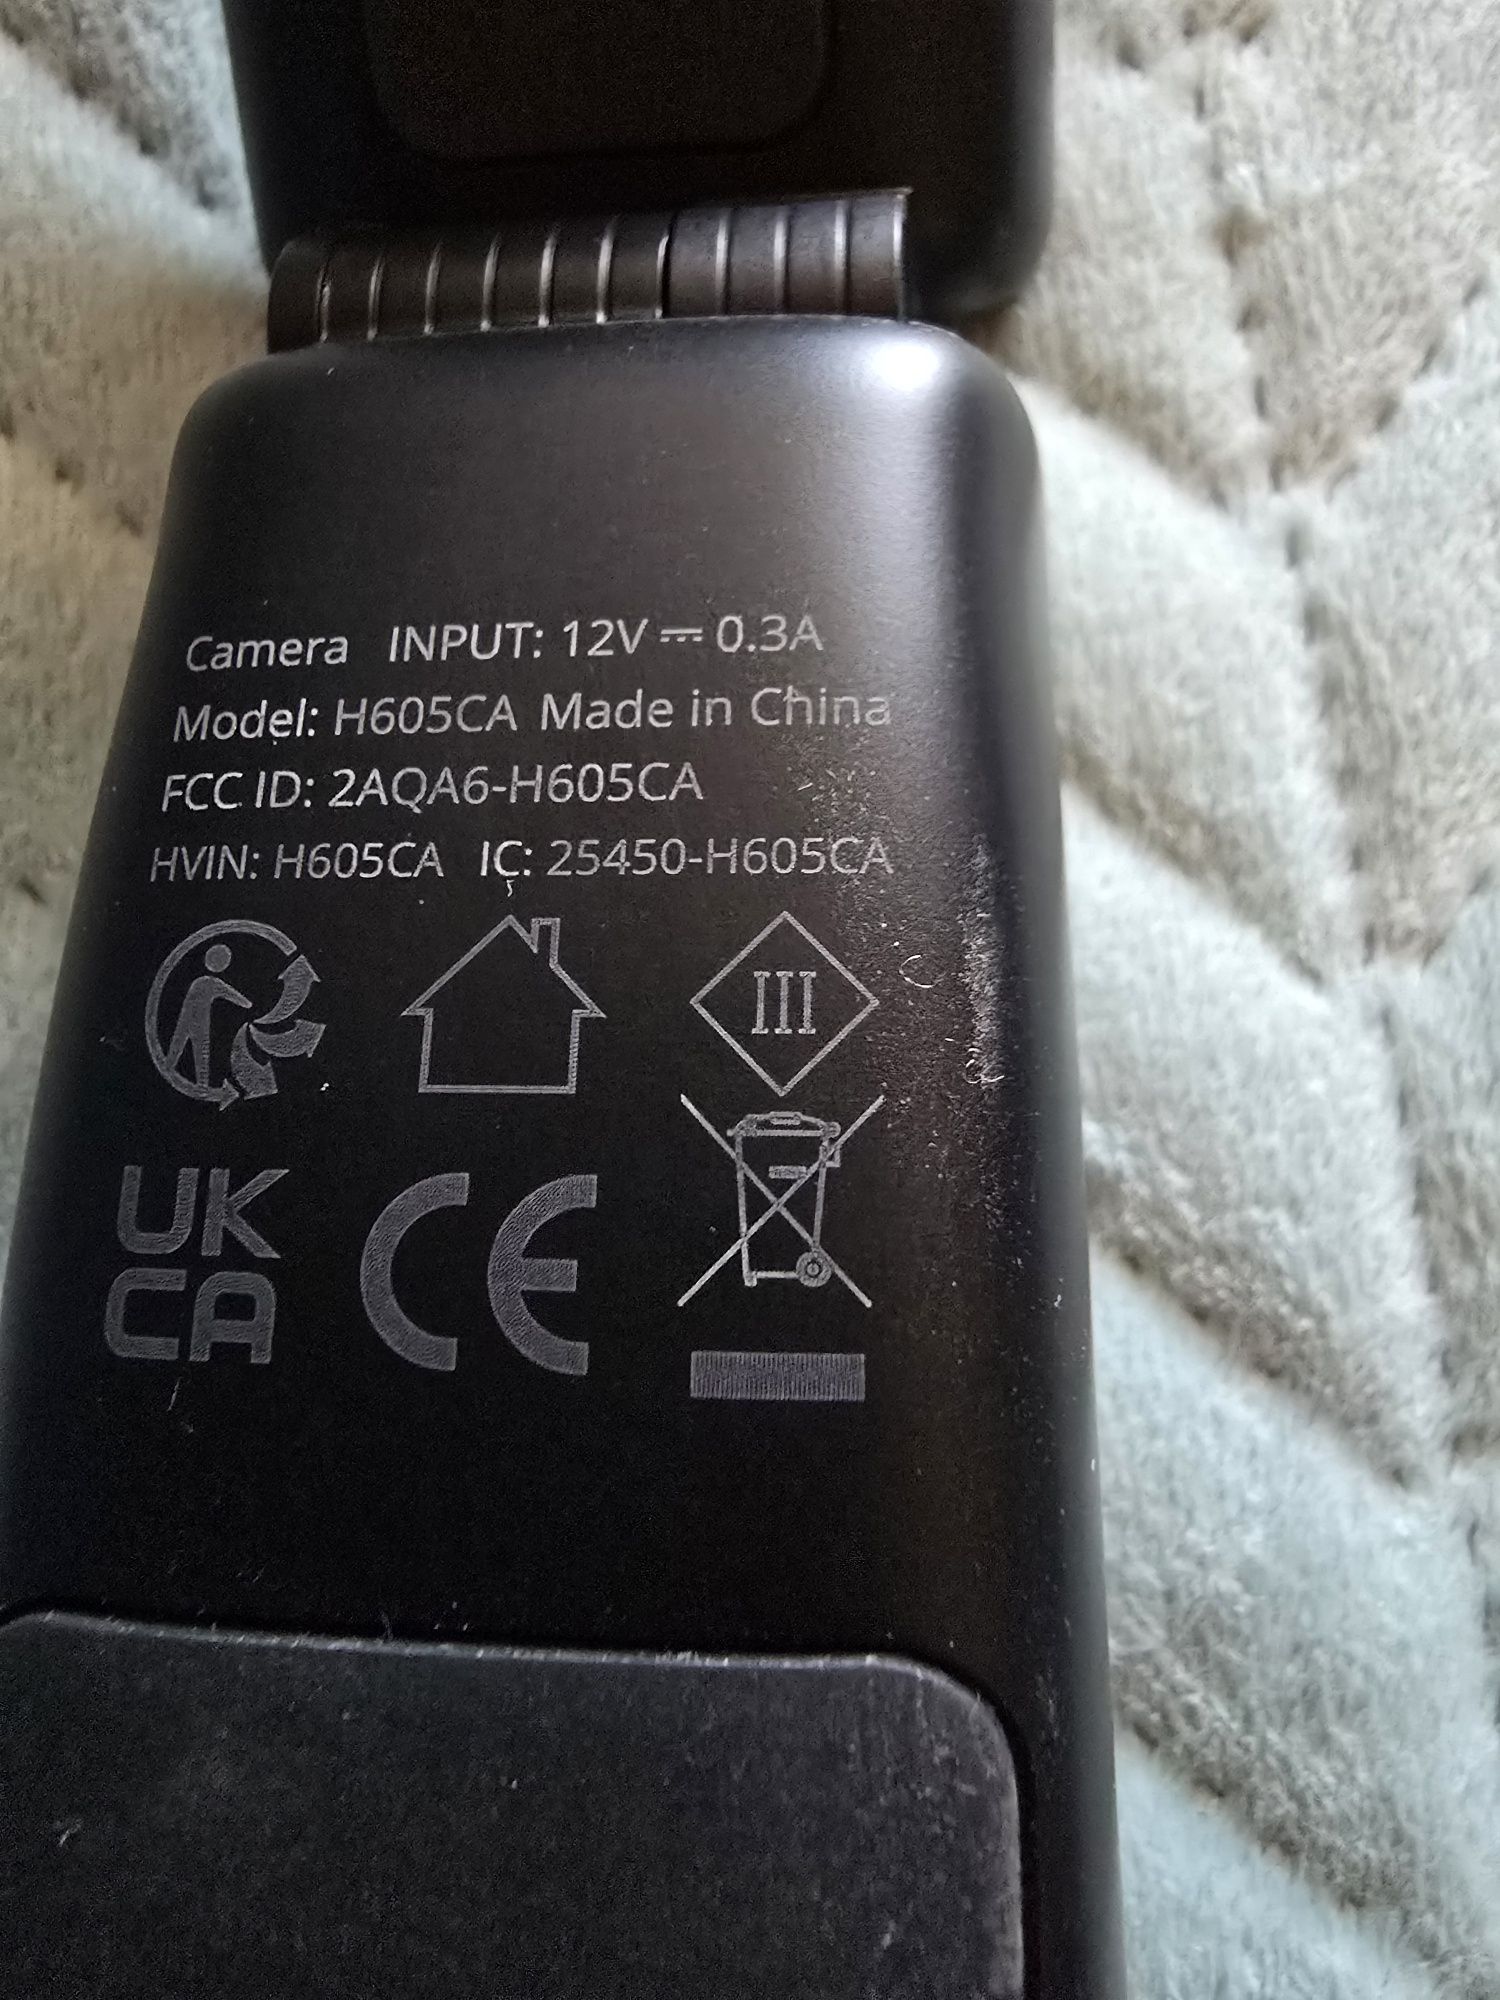 Camera INPUT: 12V ⎓ 0.3A
Model: H605CA Made in China
FCC ID: 2AQA6-H605CA
HVIN: H605CA IC: 25450-H605CA
III
UK
CA
CE